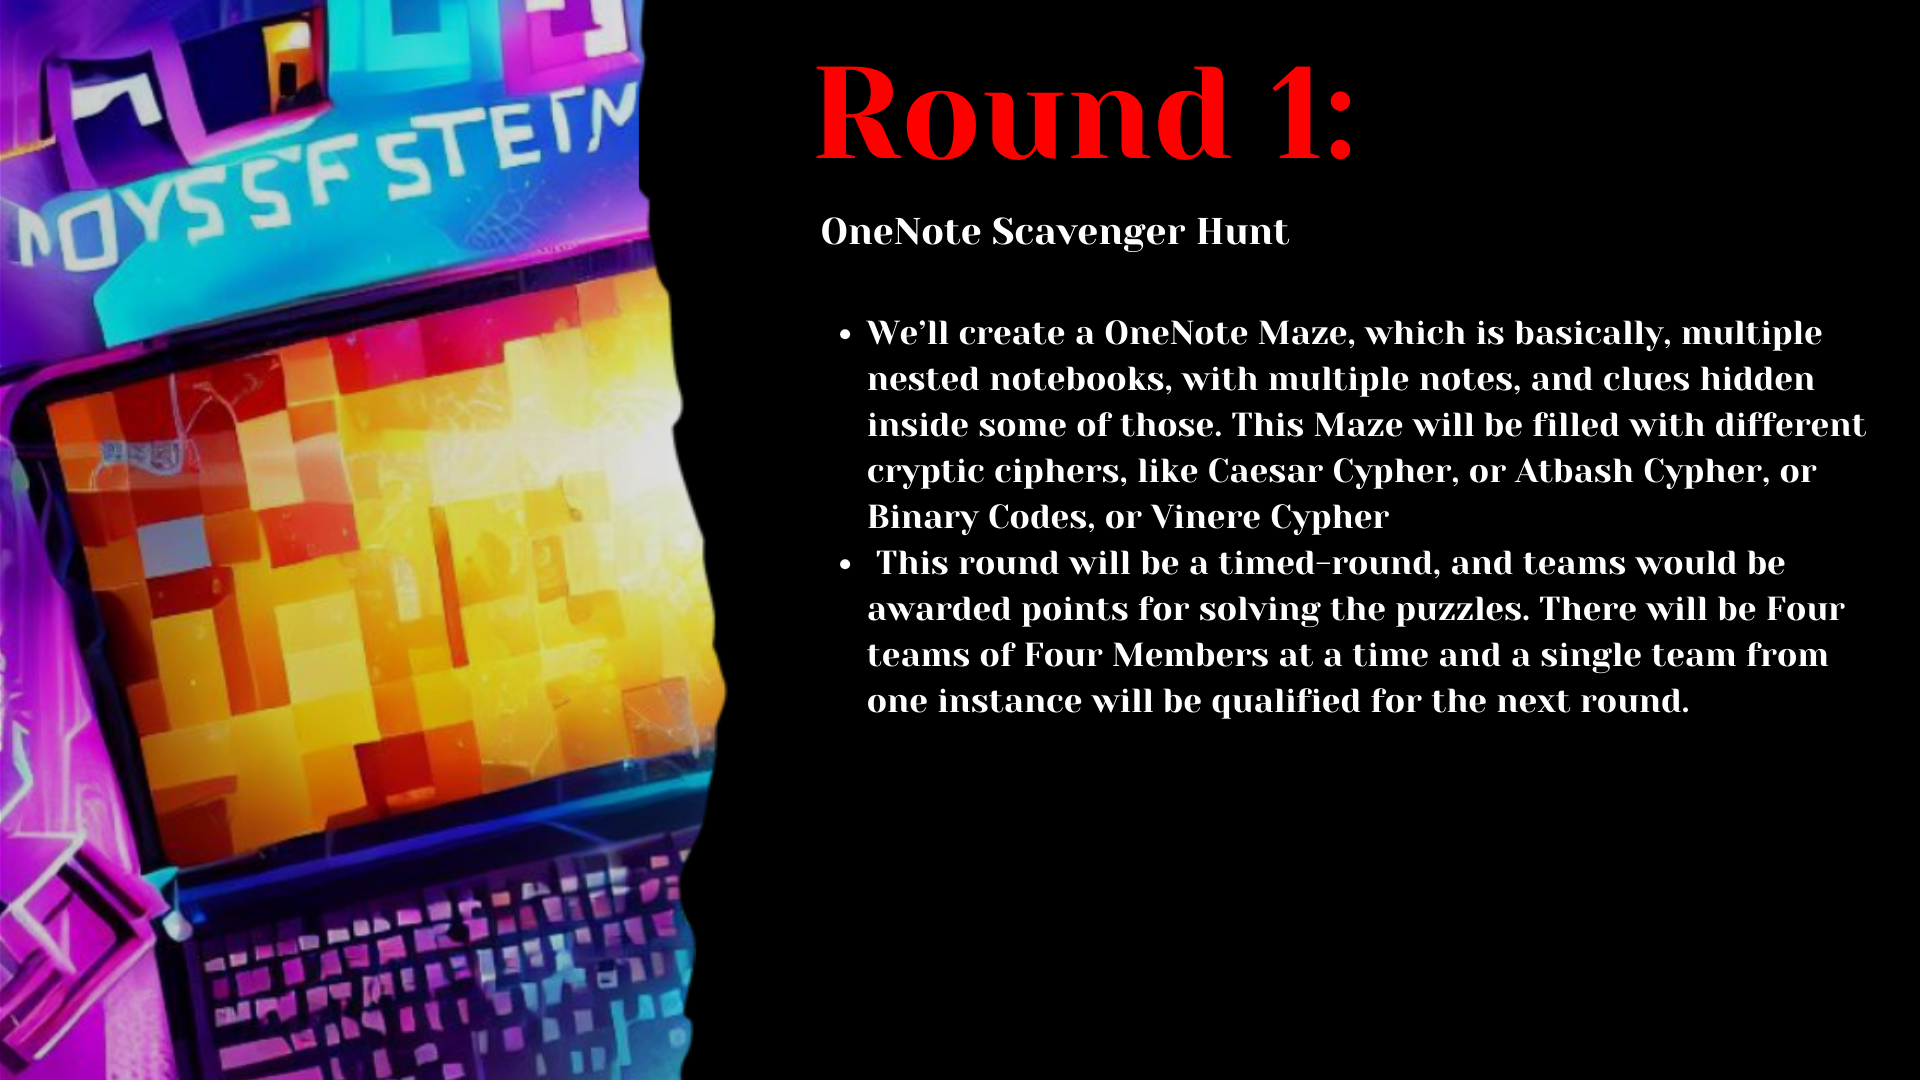 Round 1:
OneNote Scavenger Hunt
• We’ll create a OneNote Maze, which is basically, multiple
nested notebooks, with multiple notes, and clues hidden
inside some of those. This Maze will be filled with different
cryptic ciphers, like Caesar Cypher, or Atbash Cypher, or
Binary Codes, or Vinere Cypher
• This round will be a timed-round, and teams would be
awarded points for solving the puzzles. There will be Four
teams of Four Members at a time and a single team from
one instance will be qualified for the next round.